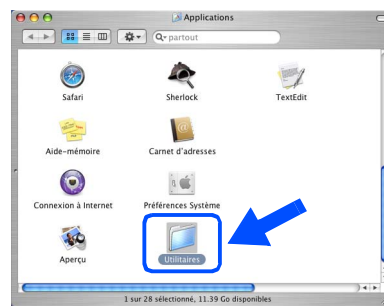 Applications
partout
Safari
Sherlock
TextEdit
Aide-mémoire
Carnet d'adresses
Connexion à Internet
Préférences Système
Aperçu
Utilitaires
1 sur 28 sélectionné, 11.39 Go disponibles